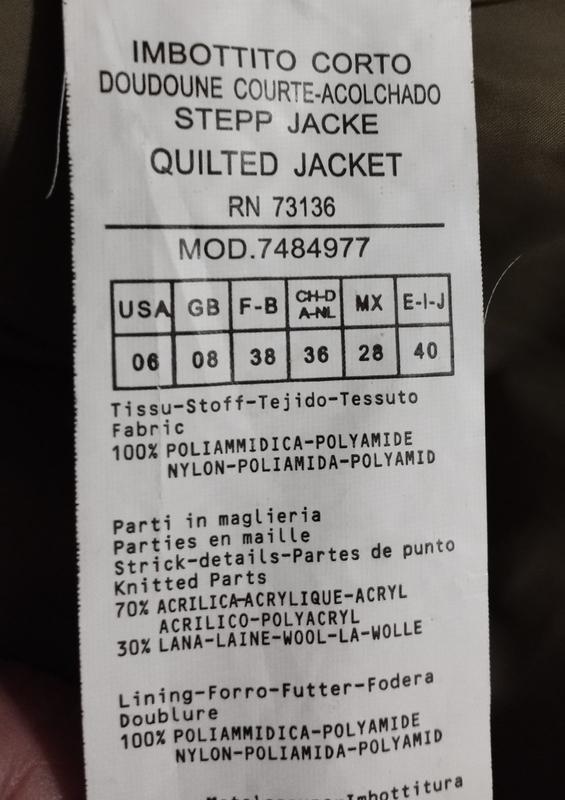 IMBOTTITO CORTO
DOUDOUNE COURTE-ACOLCHADO
STEPP JACKE
QUILTED JACKET
RN 73136
MOD.7484977
USA GB F-B CH-D A-NL MX E-I-J
06 08 38 36 28 40
Tissu-Stoff-Tejido-Tessuto
Fabric
100% POLIAMMIDICA-POLYAMIDE
NYLON-POLIAMIDA-POLYAMID
Parti in maglieria
Parties en maille
Strick-details-Partes de punto
Knitted Parts
70% ACRILICA-ACRYLIQUE-ACRYL
ACRILICO-POLYACRYL
30% LANA-LAINE-WOOL-LA-WOLLE
Lining-Forro-Futter-Fodera
Doublure
100% POLIAMMIDICA-POLYAMIDE
NYLON-POLIAMIDA-POLYAMID
Imbottitura